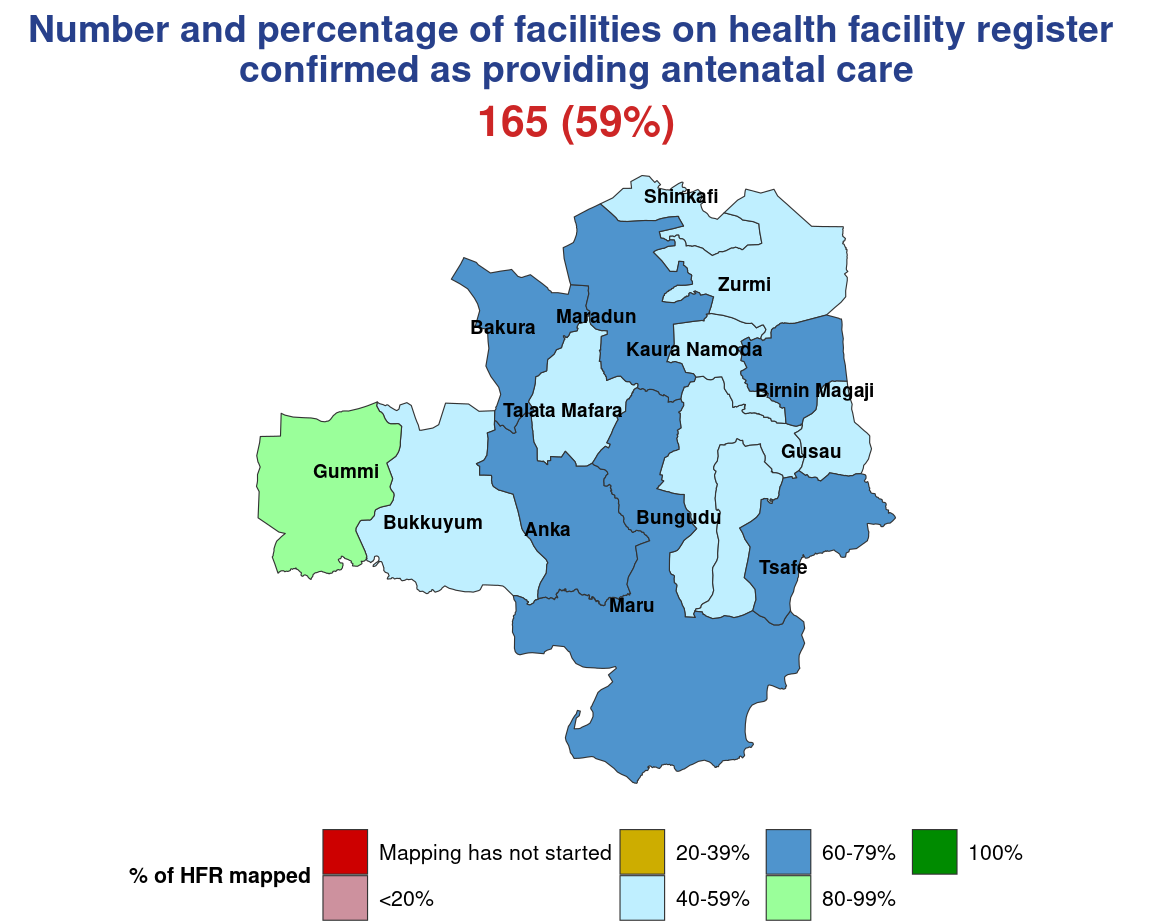 Number and percentage of facilities on health facility register
confirmed as providing antenatal care
165 (59%)
Shinkafi
Zurmi
Maradun
Bakura
Kaura Namoda
Birnin Magaji
Talata Mafara
Gusau
Gummi
Bungudu
Bukkuyum
Anka
Tsafe
Maru
% of HFR mapped
Mapping has not started
<20%
20-39%
40-59%
60-79%
80-99%
100%